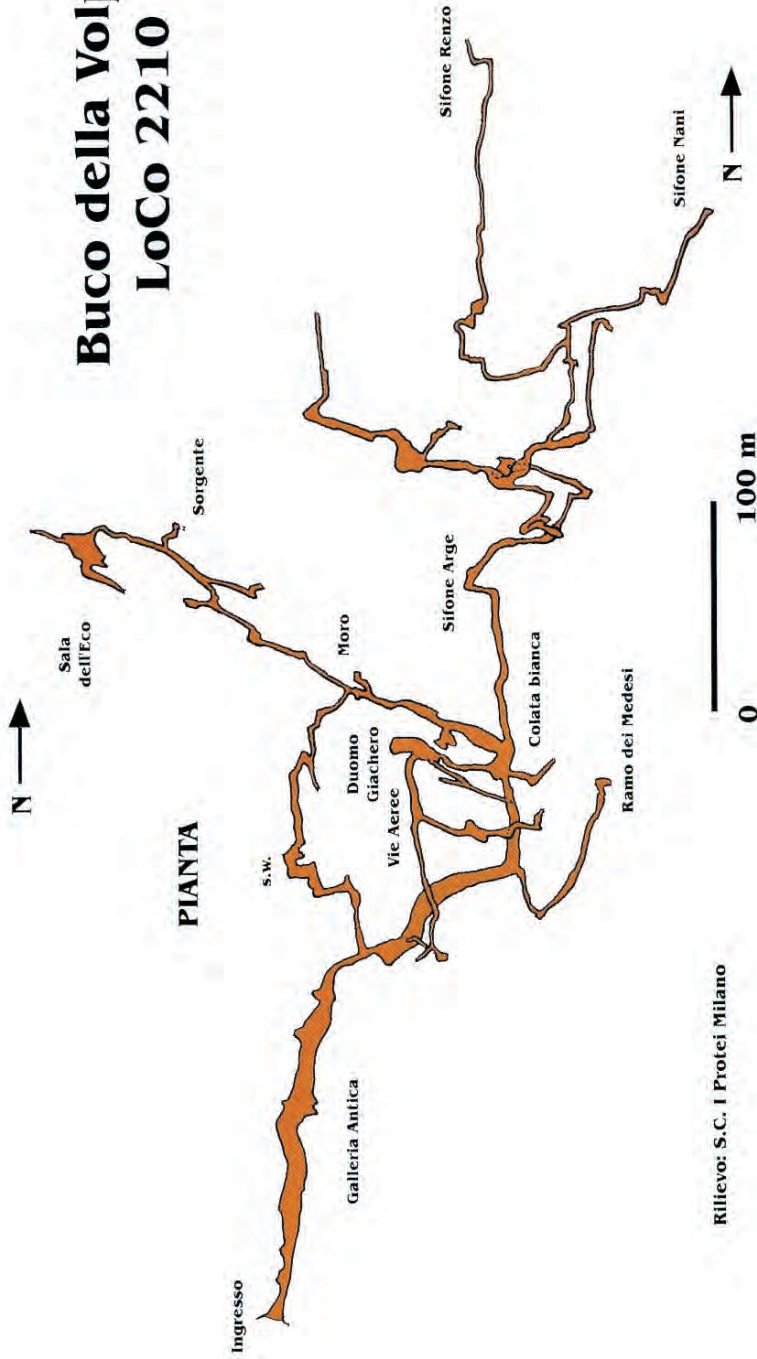 Buco della Volp
LoCo 2210
N
PIANTA
Sala
dell'Eco
Sorgente
Moro
s.w.
Duomo
Giachero
Vie Aeree
Galleria Antica
Ingresso
Sifone Renzo
Sifone Nani
N
Sifone Arge
Colata bianca
Ramo dei Medesi
0
100 m
Rilievo: S.C. I Protei Milano